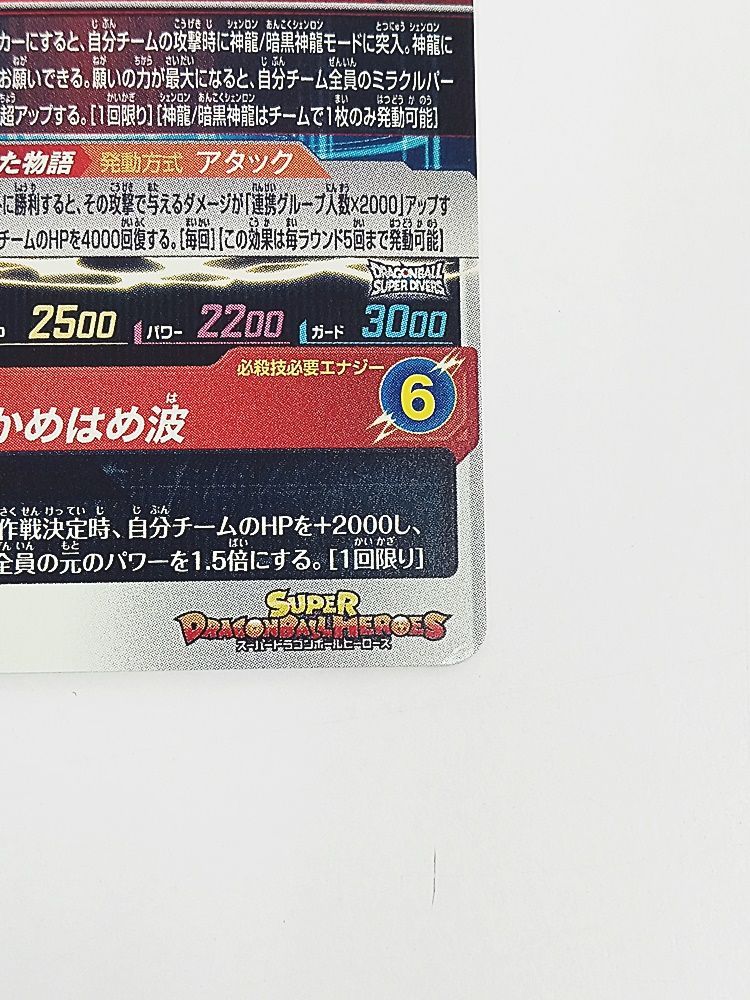 カーにすると、自分チームの攻撃時に神龍/暗黒神龍モードに突入。神龍に
お願いできる。願いの力が最大になると、自分チーム全員のミラクルパー
超アップする。[1回限り][神龍/暗黒神龍はチームで1枚のみ発動可能]
た物語 発動方式 アタック
に勝利すると、その攻撃で与えるダメージが「連携グループ人数×2000」アップす
チームのHPを4000回復する。[毎回][この効果は毎ラウンド5回まで発動可能]
DRAGONBALL
SUPER DIVERS
2500 パワー 2200 ガード 3000
必殺技必要エナジー 6
かめはめ波
作戦決定時、自分チームのHPを+2000し、
全員の元のパワーを1.5倍にする。[1回限り]
SUPER
DRAGONBALL HEROES
スーパードラゴンボールヒーローズ